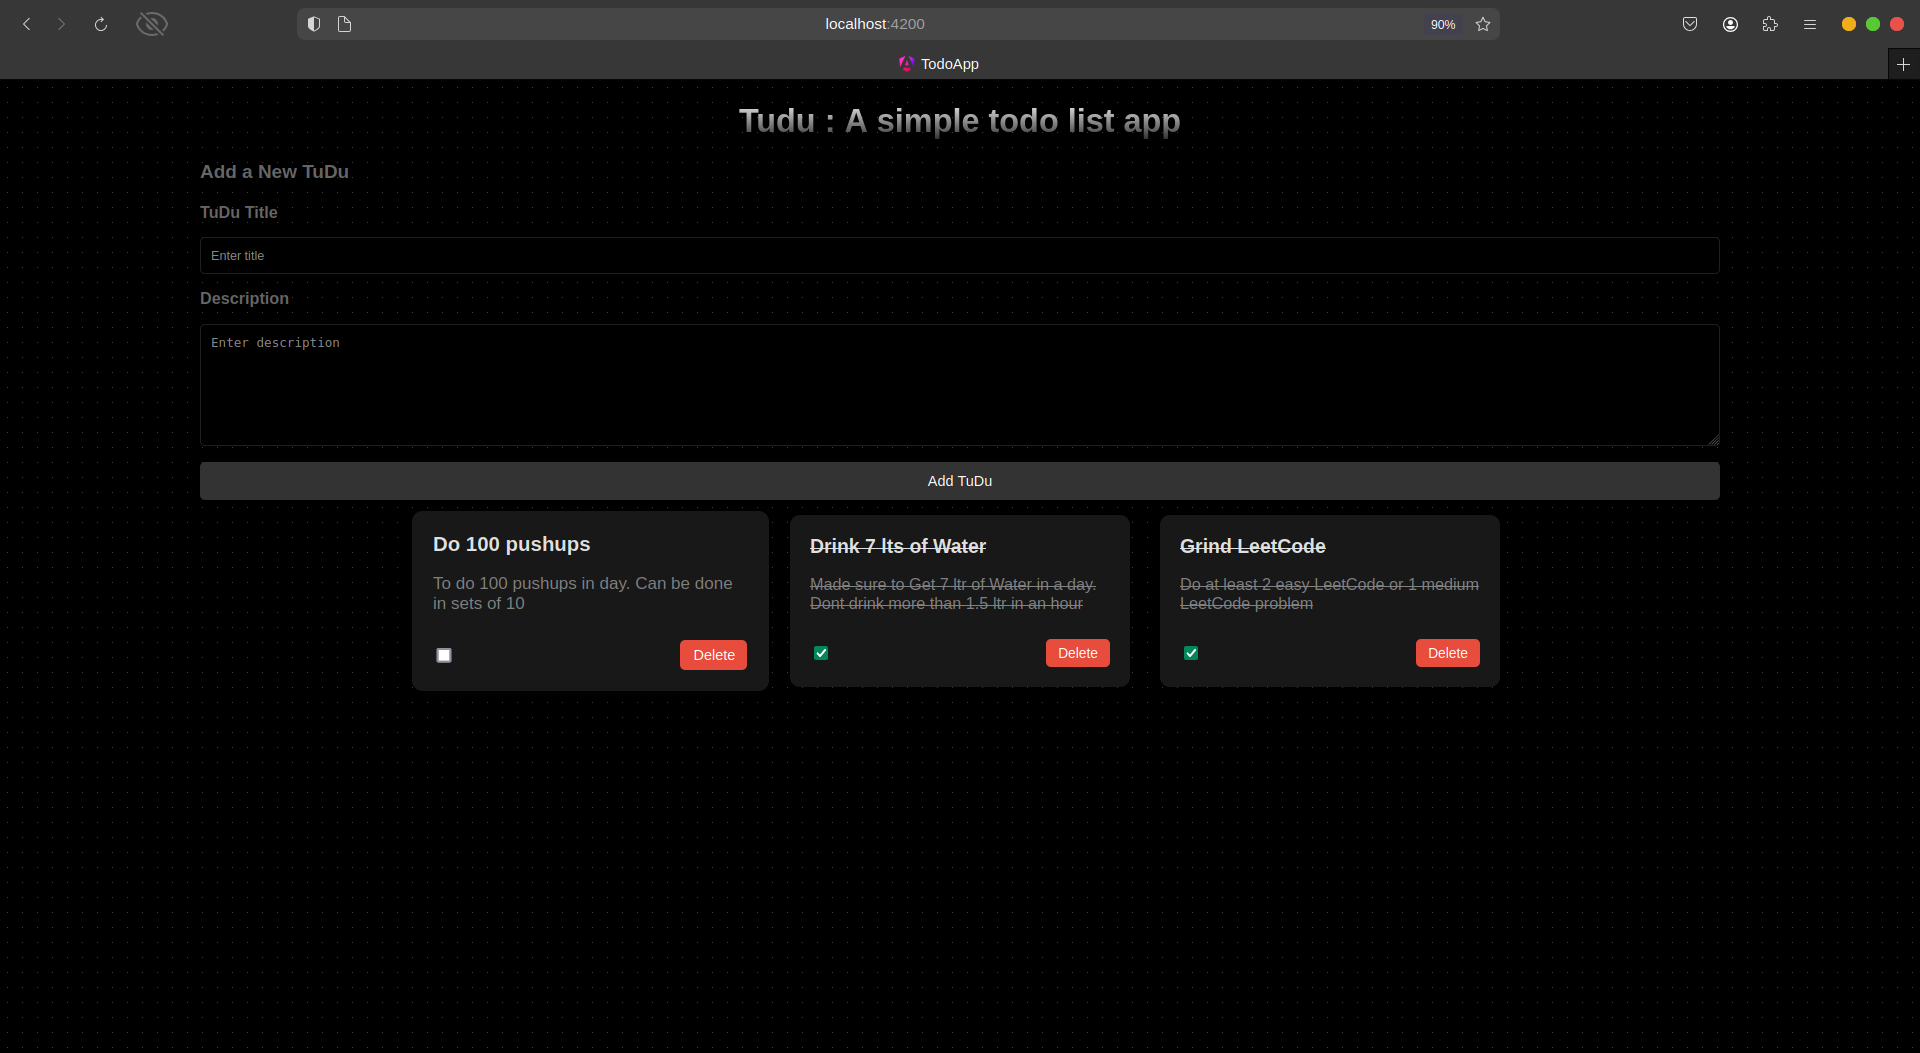 localhost:4200
90%
TodoApp
Tudu : A simple todo list app
Add a New TuDu
TuDu Title
Enter title
Description
Enter description
Add TuDu
Do 100 pushups
To do 100 pushups in day. Can be done
in sets of 10
Delete
Drink 7 lts of Water
Made sure to Get 7 ltr of Water in a day.
Dont drink more than 1.5 ltr in an hour
Delete
Grind LeetCode
Do at least 2 easy LeetCode or 1 medium
LeetCode problem
Delete